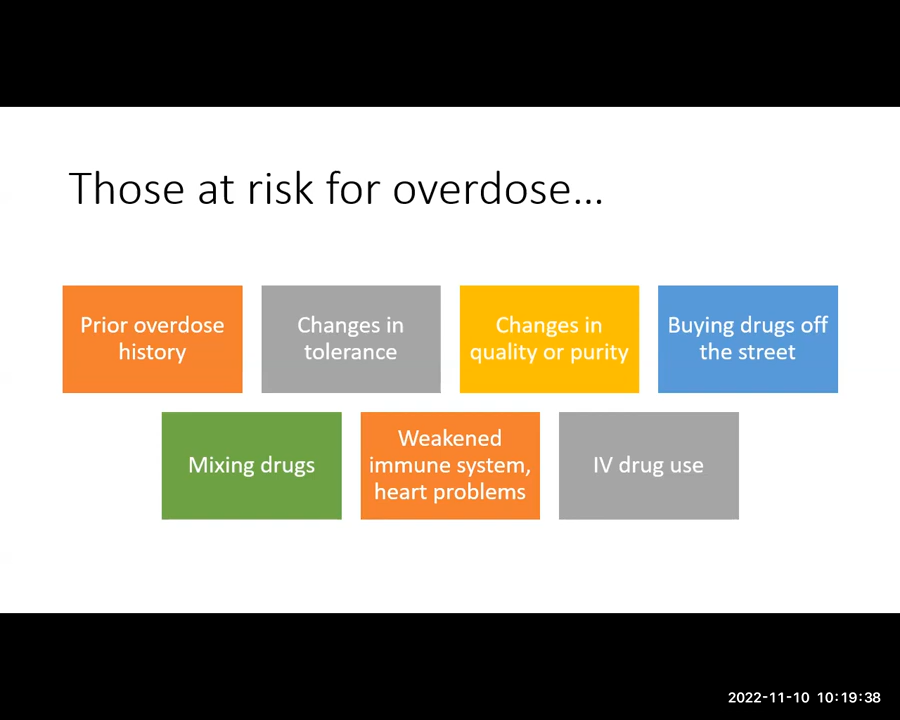 Those at risk for overdose...
Prior overdose
history
Changes in
tolerance
Changes in
quality or purity
Buying drugs off
the street
Mixing drugs
Weakened
immune system,
heart problems
IV drug use
2022-11-10 10:19:38